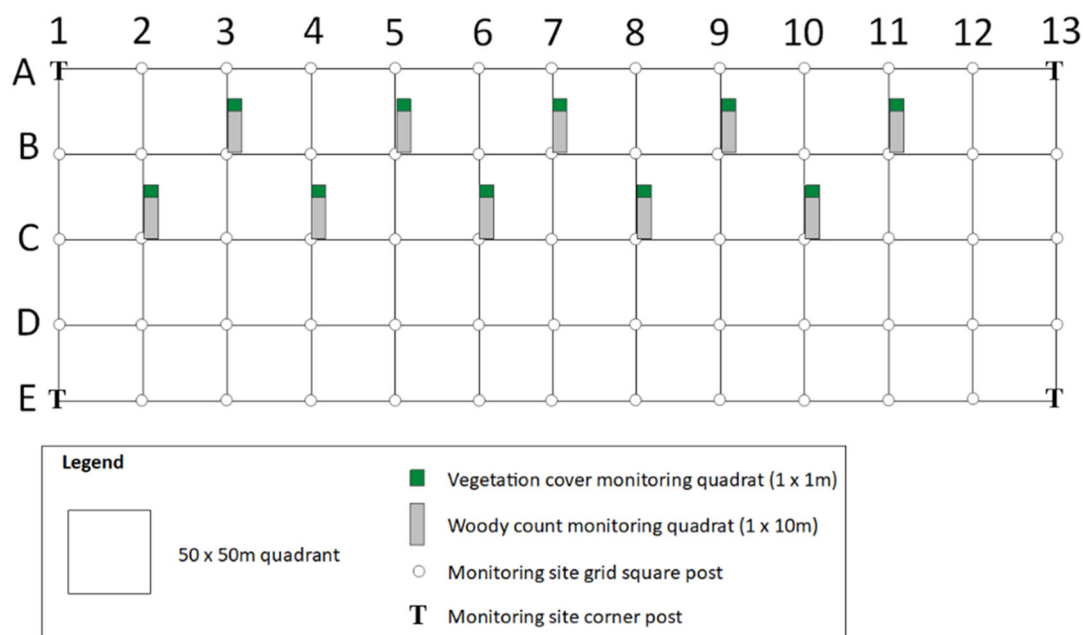 1 2 3 4 5 6 7 8 9 10 11 12 13
A T T
B
C
D
E T T
Legend
Vegetation cover monitoring quadrat (1 x 1m)
Woody count monitoring quadrat (1 x 10m)
50 x 50m quadrant
Monitoring site grid square post
T Monitoring site corner post